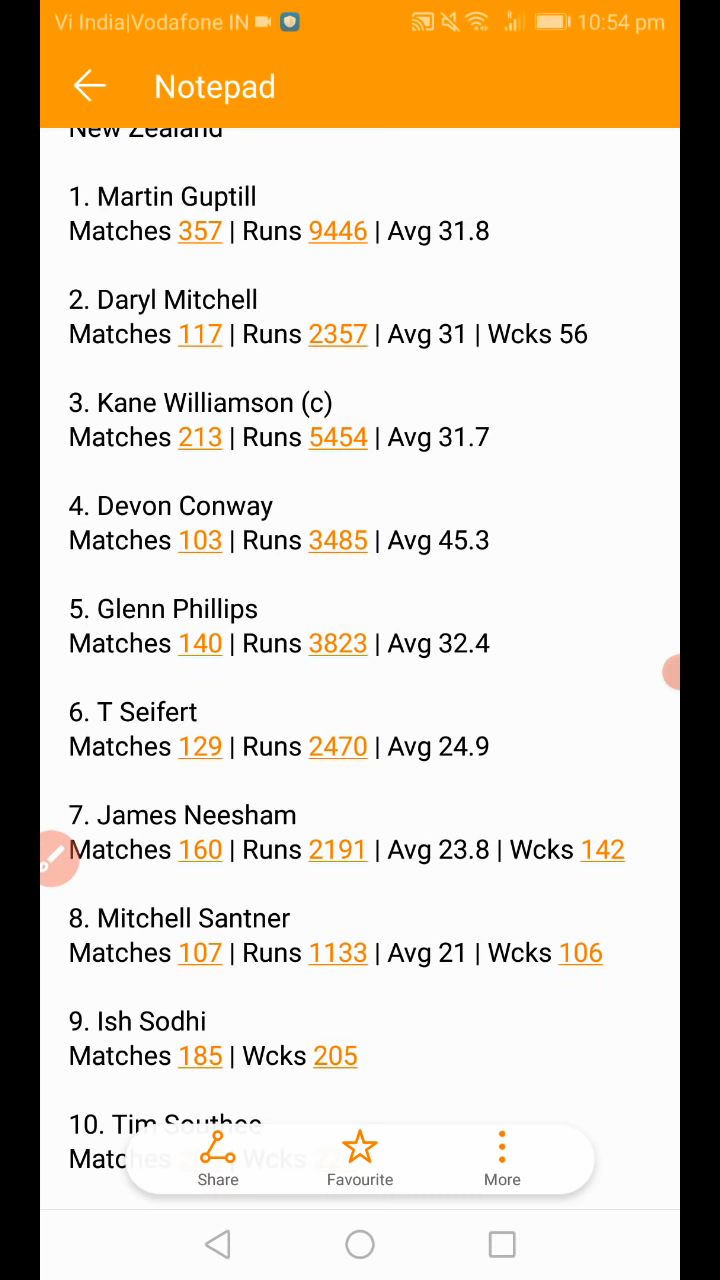 Vi India|Vodafone IN
10:54 pm
Notepad
New Zealand
1. Martin Guptill
Matches 357 | Runs 9446 | Avg 31.8
2. Daryl Mitchell
Matches 117 | Runs 2357 | Avg 31 | Wcks 56
3. Kane Williamson (c)
Matches 213 | Runs 5454 | Avg 31.7
4. Devon Conway
Matches 103 | Runs 3485 | Avg 45.3
5. Glenn Phillips
Matches 140 | Runs 3823 | Avg 32.4
6. T Seifert
Matches 129 | Runs 2470 | Avg 24.9
7. James Neesham
Matches 160 | Runs 2191 | Avg 23.8 | Wcks 142
8. Mitchell Santner
Matches 107 | Runs 1133 | Avg 21 | Wcks 106
9. Ish Sodhi
Matches 185 | Wcks 205
10. Tim Southee
Matches | Wcks
Share
Favourite
More